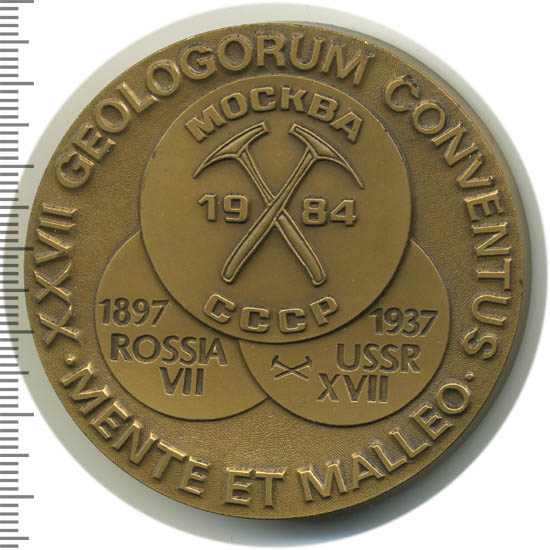 · XXVII GEOLOGORUM CONVENTUS ·
MENTE ET MALLEO
МОСКВА
19 84
СССР
1897
ROSSIA
VII
1937
USSR
XVII